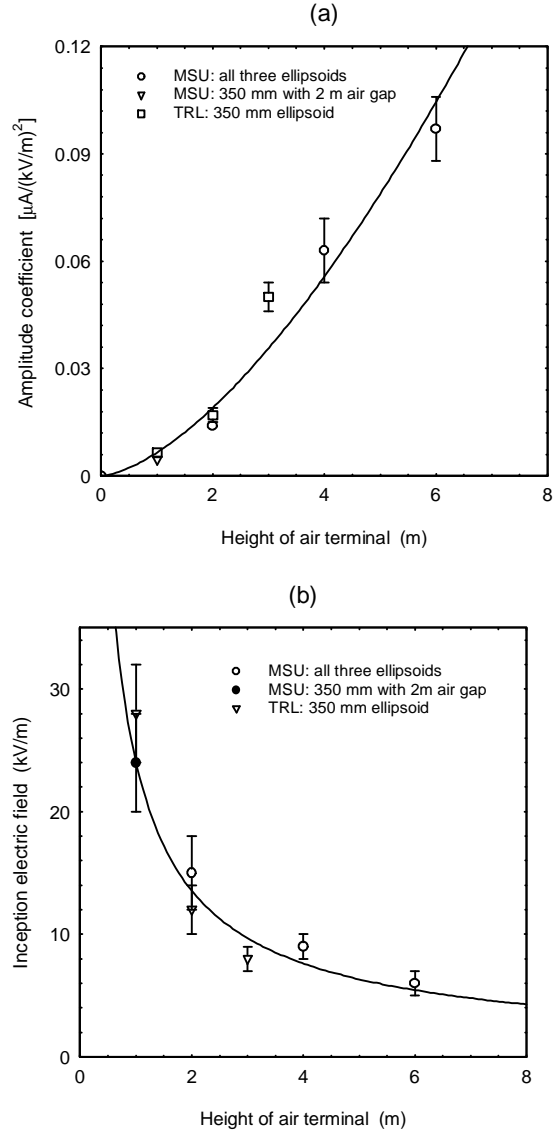 (a)
0.12
MSU: all three ellipsoids
MSU: 350 mm with 2 m air gap
TRL: 350 mm ellipsoid
0.09
0.06
0.03
0
Amplitude coefficient [μA/(kV/m)²]
0 2 4 6 8
Height of air terminal (m)
(b)
MSU: all three ellipsoids
MSU: 350 mm with 2m air gap
TRL: 350 mm ellipsoid
30
20
10
0
Inception electric field (kV/m)
0 2 4 6 8
Height of air terminal (m)